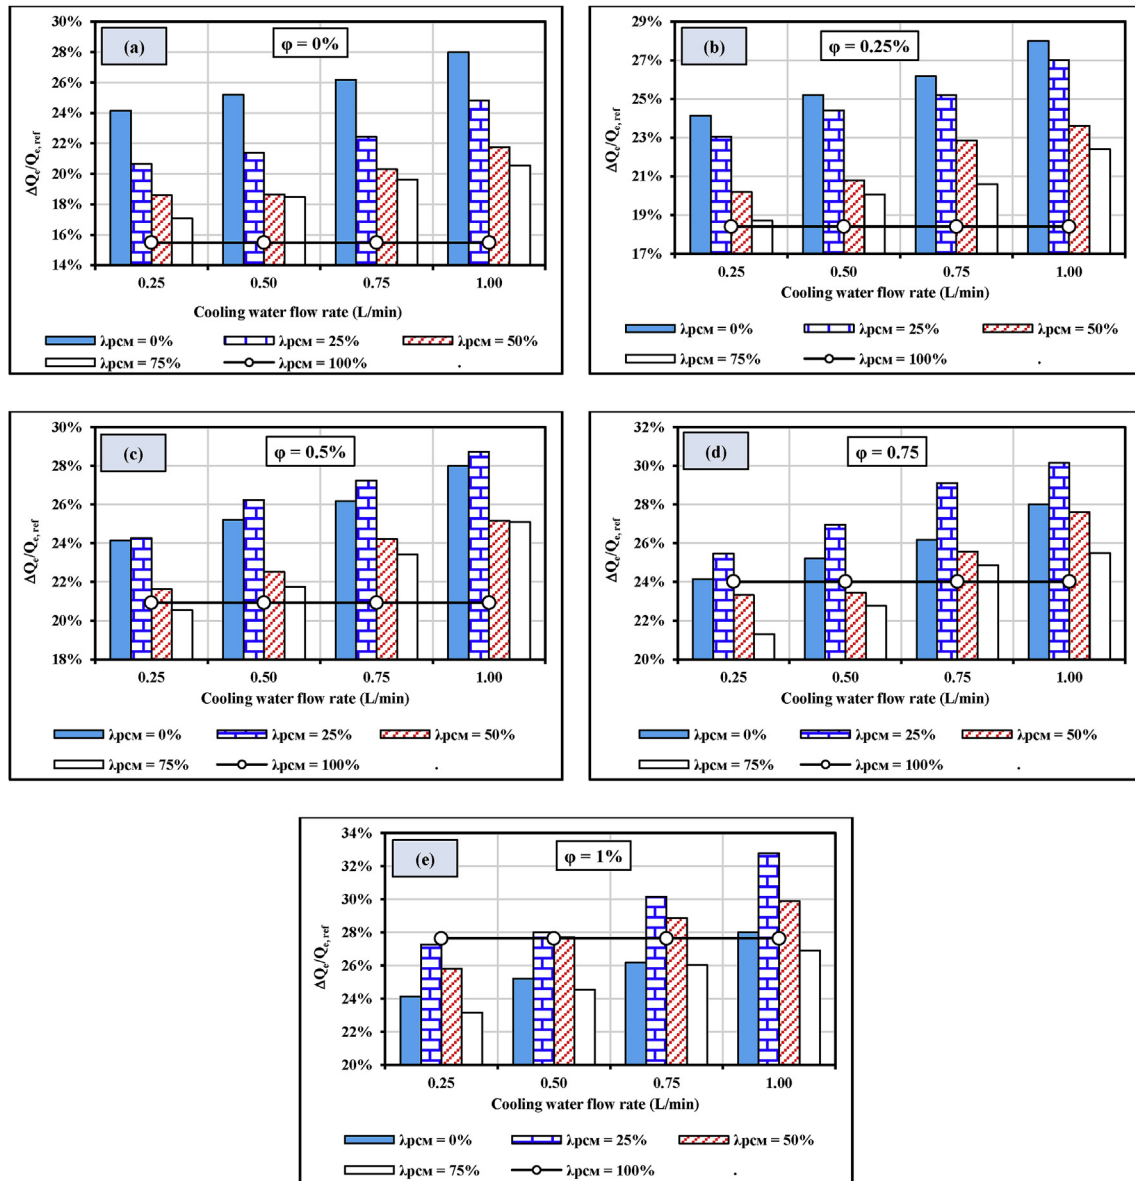 30%
28%
26%
24%
22%
20%
18%
16%
14%
ΔQe/Qe, ref
(a)
φ = 0%
0.25 0.50 0.75 1.00
Cooling water flow rate (L/min)
λPCM = 0% λPCM = 25% λPCM = 50%
λPCM = 75% λPCM = 100% .
29%
27%
25%
23%
21%
19%
17%
ΔQe/Qe, ref
(b)
φ = 0.25%
0.25 0.50 0.75 1.00
Cooling water flow rate (L/min)
λPCM = 0% λPCM = 25% λPCM = 50%
λPCM = 75% λPCM = 100% .
30%
28%
26%
24%
22%
20%
18%
ΔQe/Qe, ref
(c)
φ = 0.5%
0.25 0.50 0.75 1.00
Cooling water flow rate (L/min)
λPCM = 0% λPCM = 25% λPCM = 50%
λPCM = 75% λPCM = 100% .
32%
30%
28%
26%
24%
22%
20%
ΔQe/Qe, ref
(d)
φ = 0.75
0.25 0.50 0.75 1.00
Cooling water flow rate (L/min)
λPCM = 0% λPCM = 25% λPCM = 50%
λPCM = 75% λPCM = 100% .
34%
32%
30%
28%
26%
24%
22%
20%
ΔQe/Qe, ref
(e)
φ = 1%
0.25 0.50 0.75 1.00
Cooling water flow rate (L/min)
λPCM = 0% λPCM = 25% λPCM = 50%
λPCM = 75% λPCM = 100% .